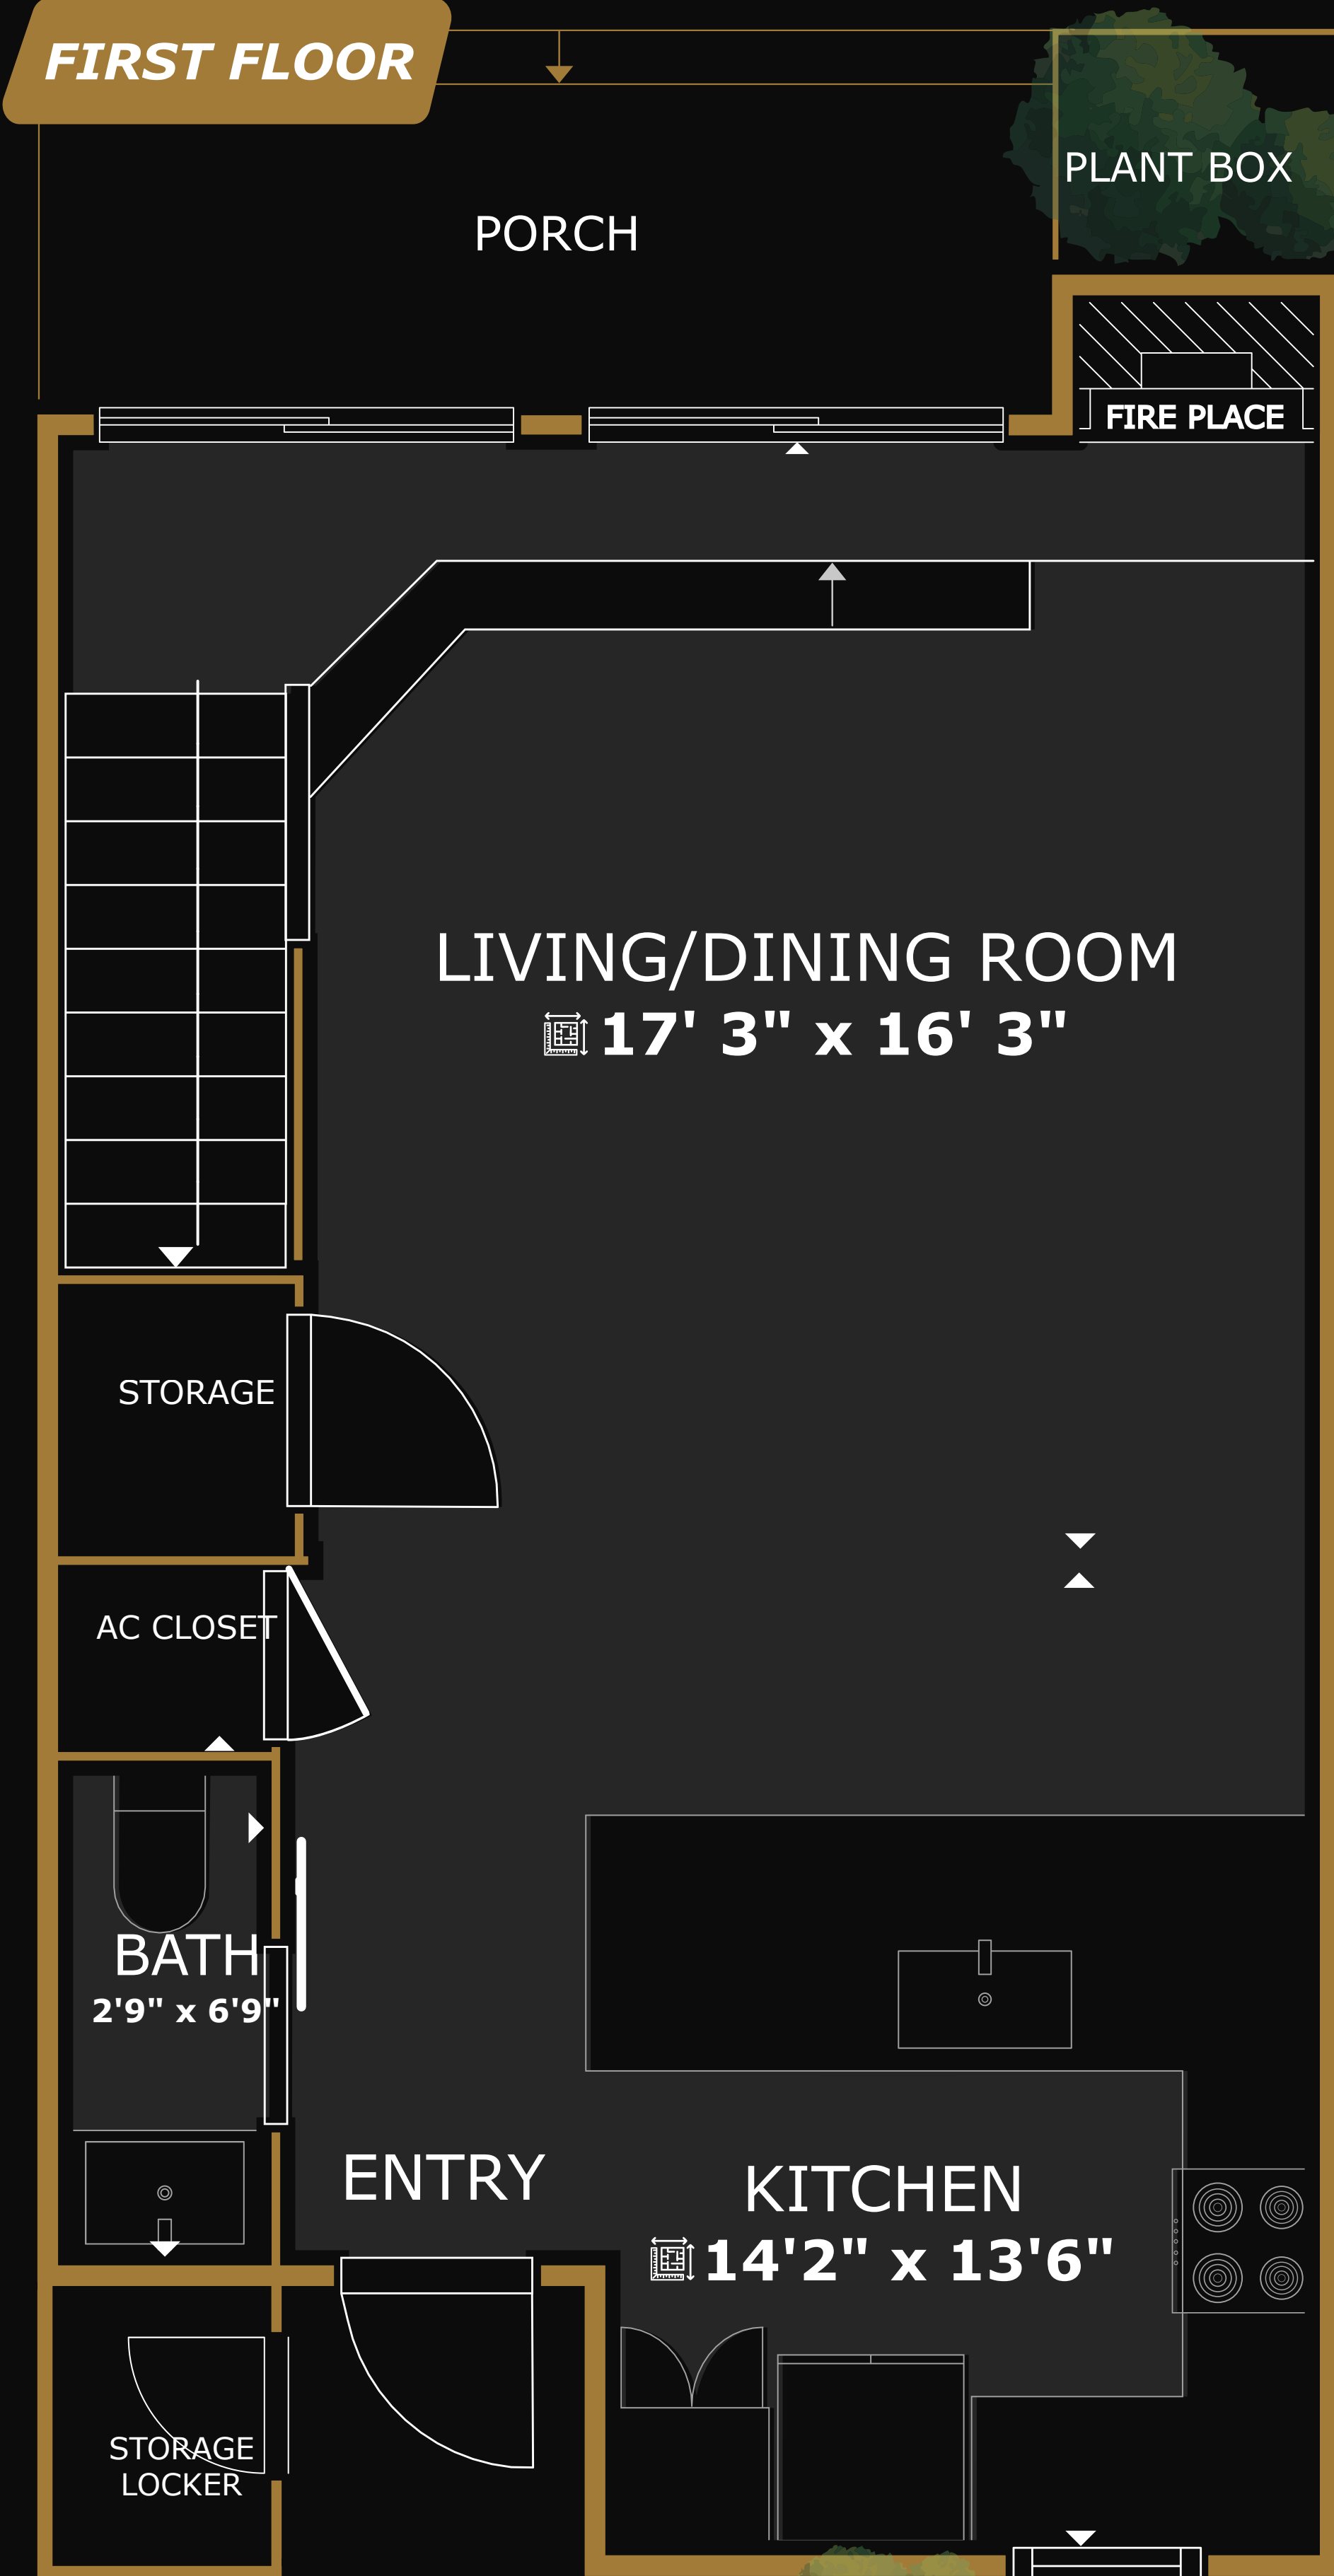 FIRST FLOOR
PLANT BOX
PORCH
FIRE PLACE
LIVING/DINING ROOM
17' 3" x 16' 3"
STORAGE
AC CLOSET
BATH
2'9" x 6'9"
ENTRY
KITCHEN
14'2" x 13'6"
STORAGE
LOCKER